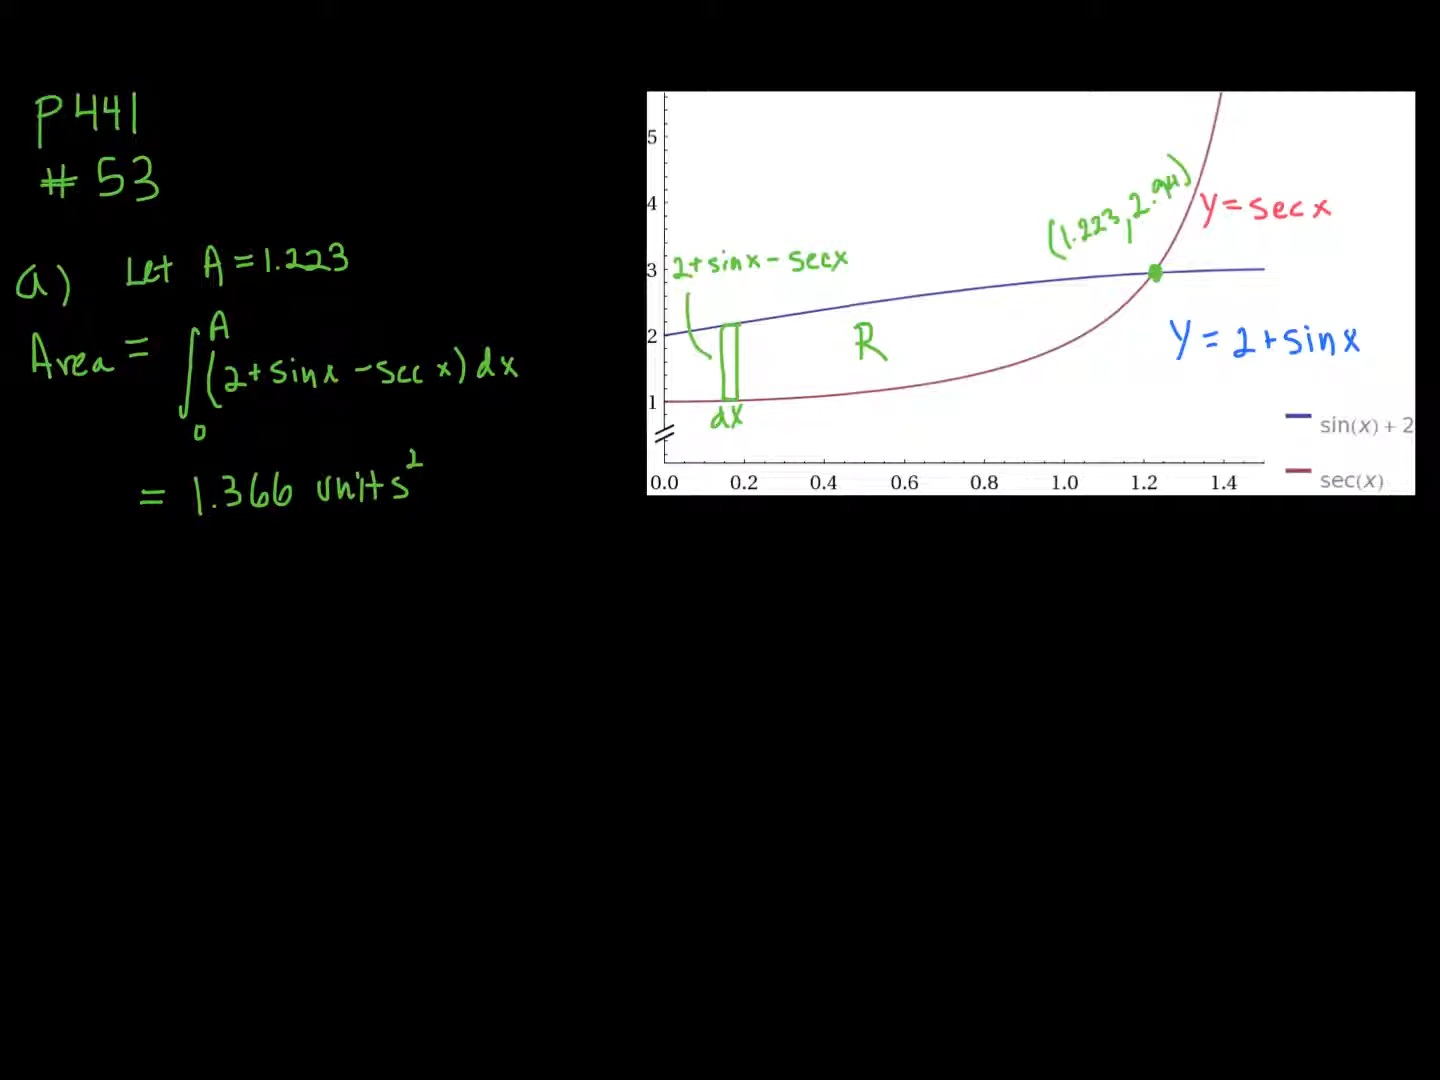 P441
# 53
a) Let A = 1.223
Area = ∫₀ᴬ (2+sinx - sec x) dx
= 1.366 units²
5
4
3
2
1
0.0 0.2 0.4 0.6 0.8 1.0 1.2 1.4
(1.223, 2.94)
y = sec x
2+sinx - secx
R
y = 2+sinx
dx
sin(x) + 2
sec(x)